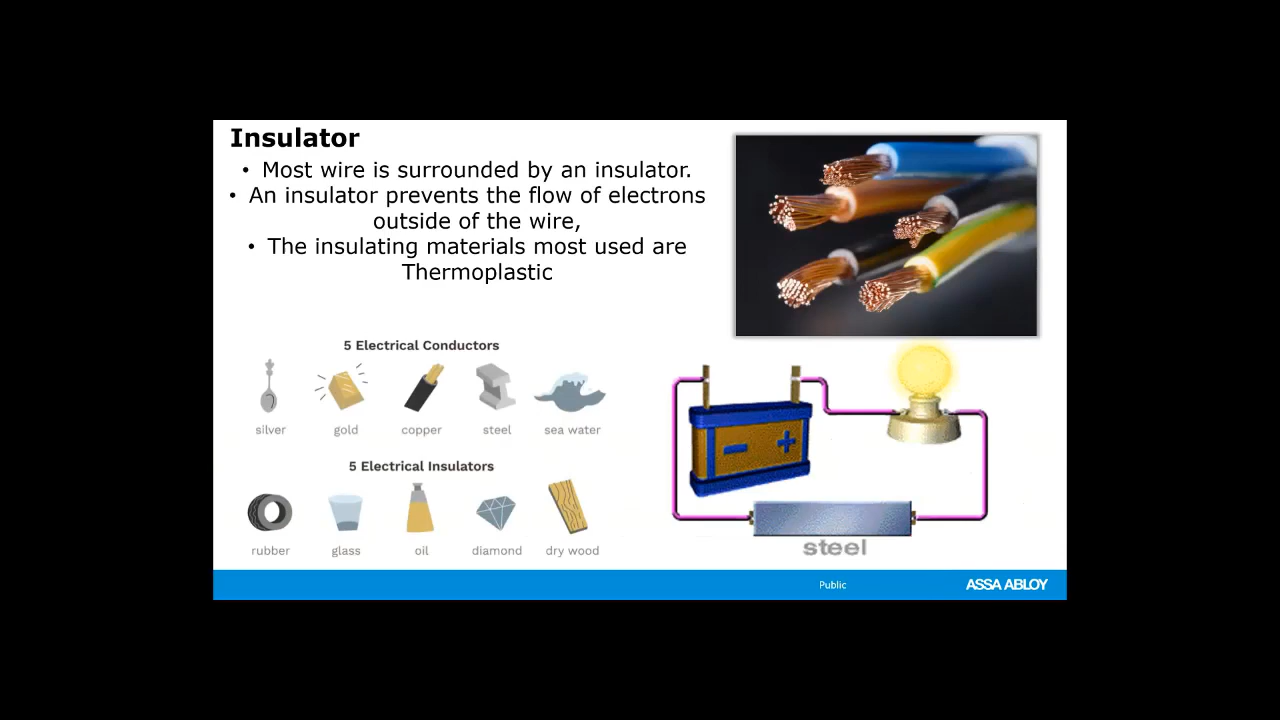 Insulator
• Most wire is surrounded by an insulator.
• An insulator prevents the flow of electrons
outside of the wire,
• The insulating materials most used are
Thermoplastic
5 Electrical Conductors
silver gold copper steel sea water
5 Electrical Insulators
rubber glass oil diamond dry wood
- +
steel
Public
ASSA ABLOY